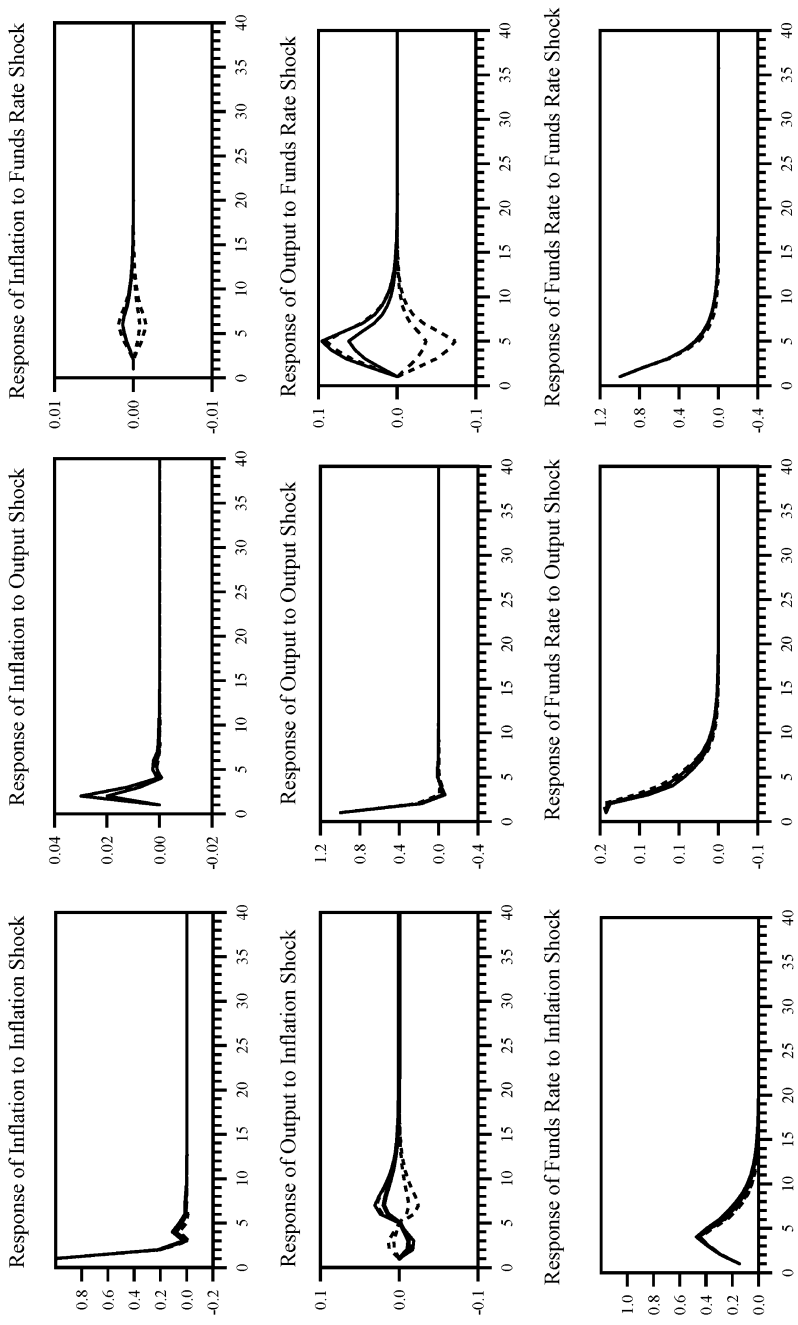 Response of Inflation to Inflation Shock
0.8
0.6
0.4
0.2
0.0
-0.2
0 5 10 15 20 25 30 35 40
Response of Inflation to Output Shock
0.04
0.02
0.00
-0.02
0 5 10 15 20 25 30 35 40
Response of Inflation to Funds Rate Shock
0.01
0.00
-0.01
0 5 10 15 20 25 30 35 40
Response of Output to Inflation Shock
0.1
0.0
-0.1
0 5 10 15 20 25 30 35 40
Response of Output to Output Shock
1.2
0.8
0.4
0.0
-0.4
0 5 10 15 20 25 30 35 40
Response of Output to Funds Rate Shock
0.1
0.0
-0.1
0 5 10 15 20 25 30 35 40
Response of Funds Rate to Inflation Shock
1.0
0.8
0.6
0.4
0.2
0.0
0 5 10 15 20 25 30 35 40
Response of Funds Rate to Output Shock
0.2
0.1
0.1
0.0
-0.1
0 5 10 15 20 25 30 35 40
Response of Funds Rate to Funds Rate Shock
1.2
0.8
0.4
0.0
-0.4
0 5 10 15 20 25 30 35 40